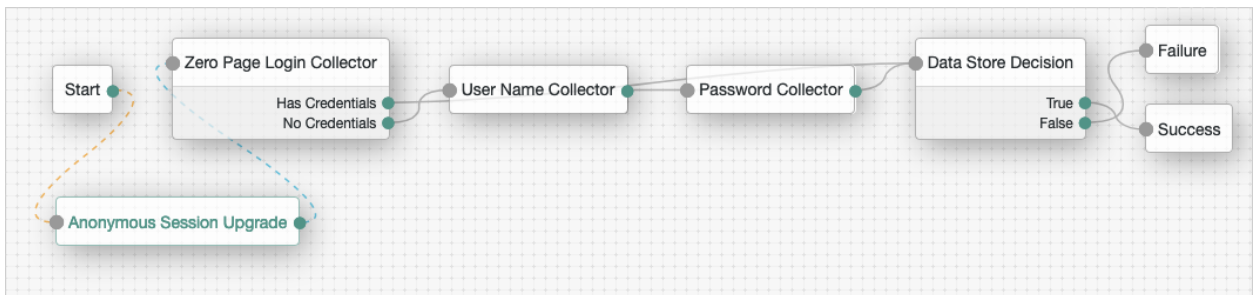 Start
Zero Page Login Collector
Has Credentials
No Credentials
User Name Collector
Password Collector
Data Store Decision
True
False
Failure
Success
Anonymous Session Upgrade